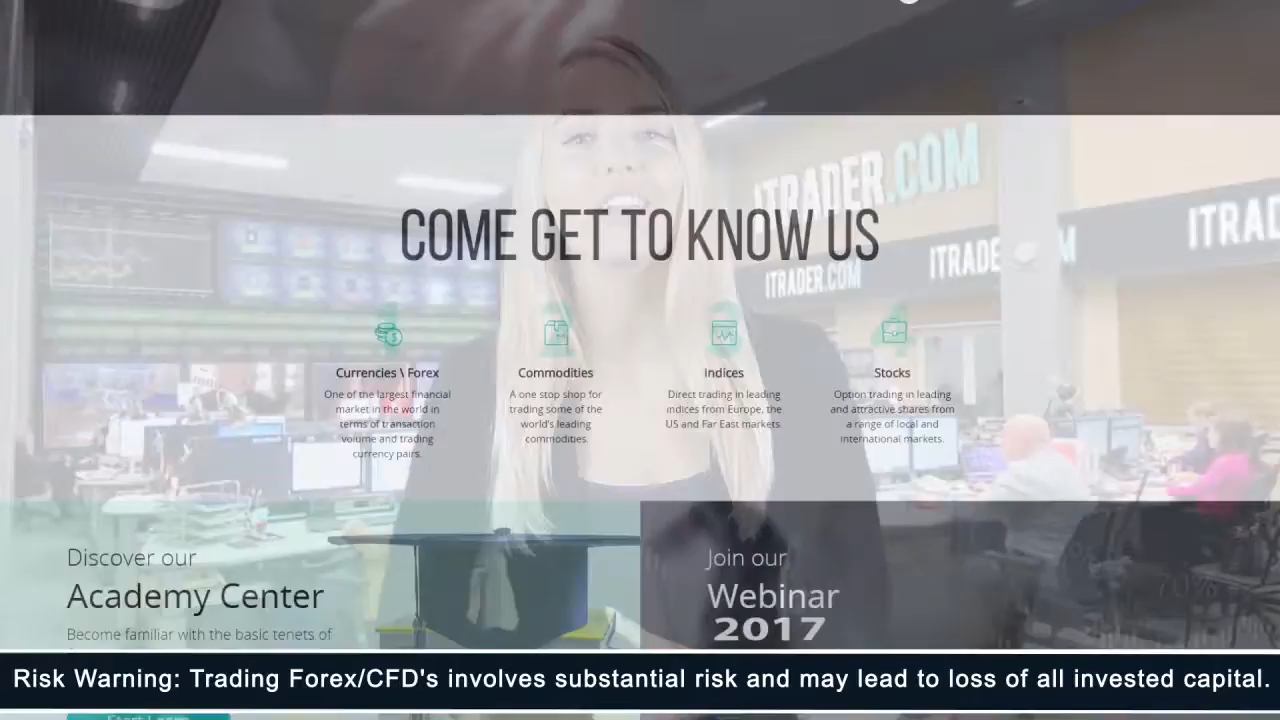 ITRADER.COM
ITRAD
ITRADE M
ITRADER.COM
COME GET TO KNOW US
1 2 3 4
Currencies \ Forex
One of the largest financial
market in the world in
terms of transaction
volume and trading
currency pairs.
Commodities
A one stop shop for
trading some of the
world's leading
commodities.
Indices
Direct trading in leading
indices from Europe, the
US and Far East markets.
Stocks
Option trading in leading
and attractive shares from
a range of local and
international markets.
Discover our
Academy Center
Become familiar with the basic tenets of
Join our
Webinar
2017
Risk Warning: Trading Forex/CFD's involves substantial risk and may lead to loss of all invested capital.